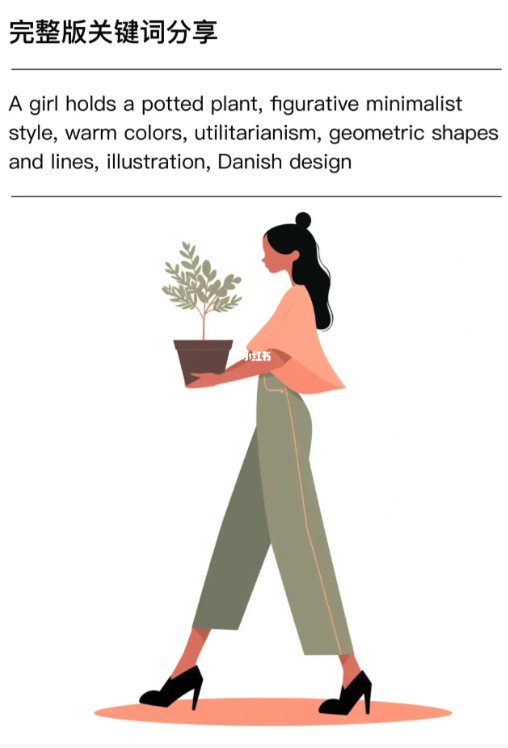 完整版关键词分享
A girl holds a potted plant, figurative minimalist
style, warm colors, utilitarianism, geometric shapes
and lines, illustration, Danish design
小红书